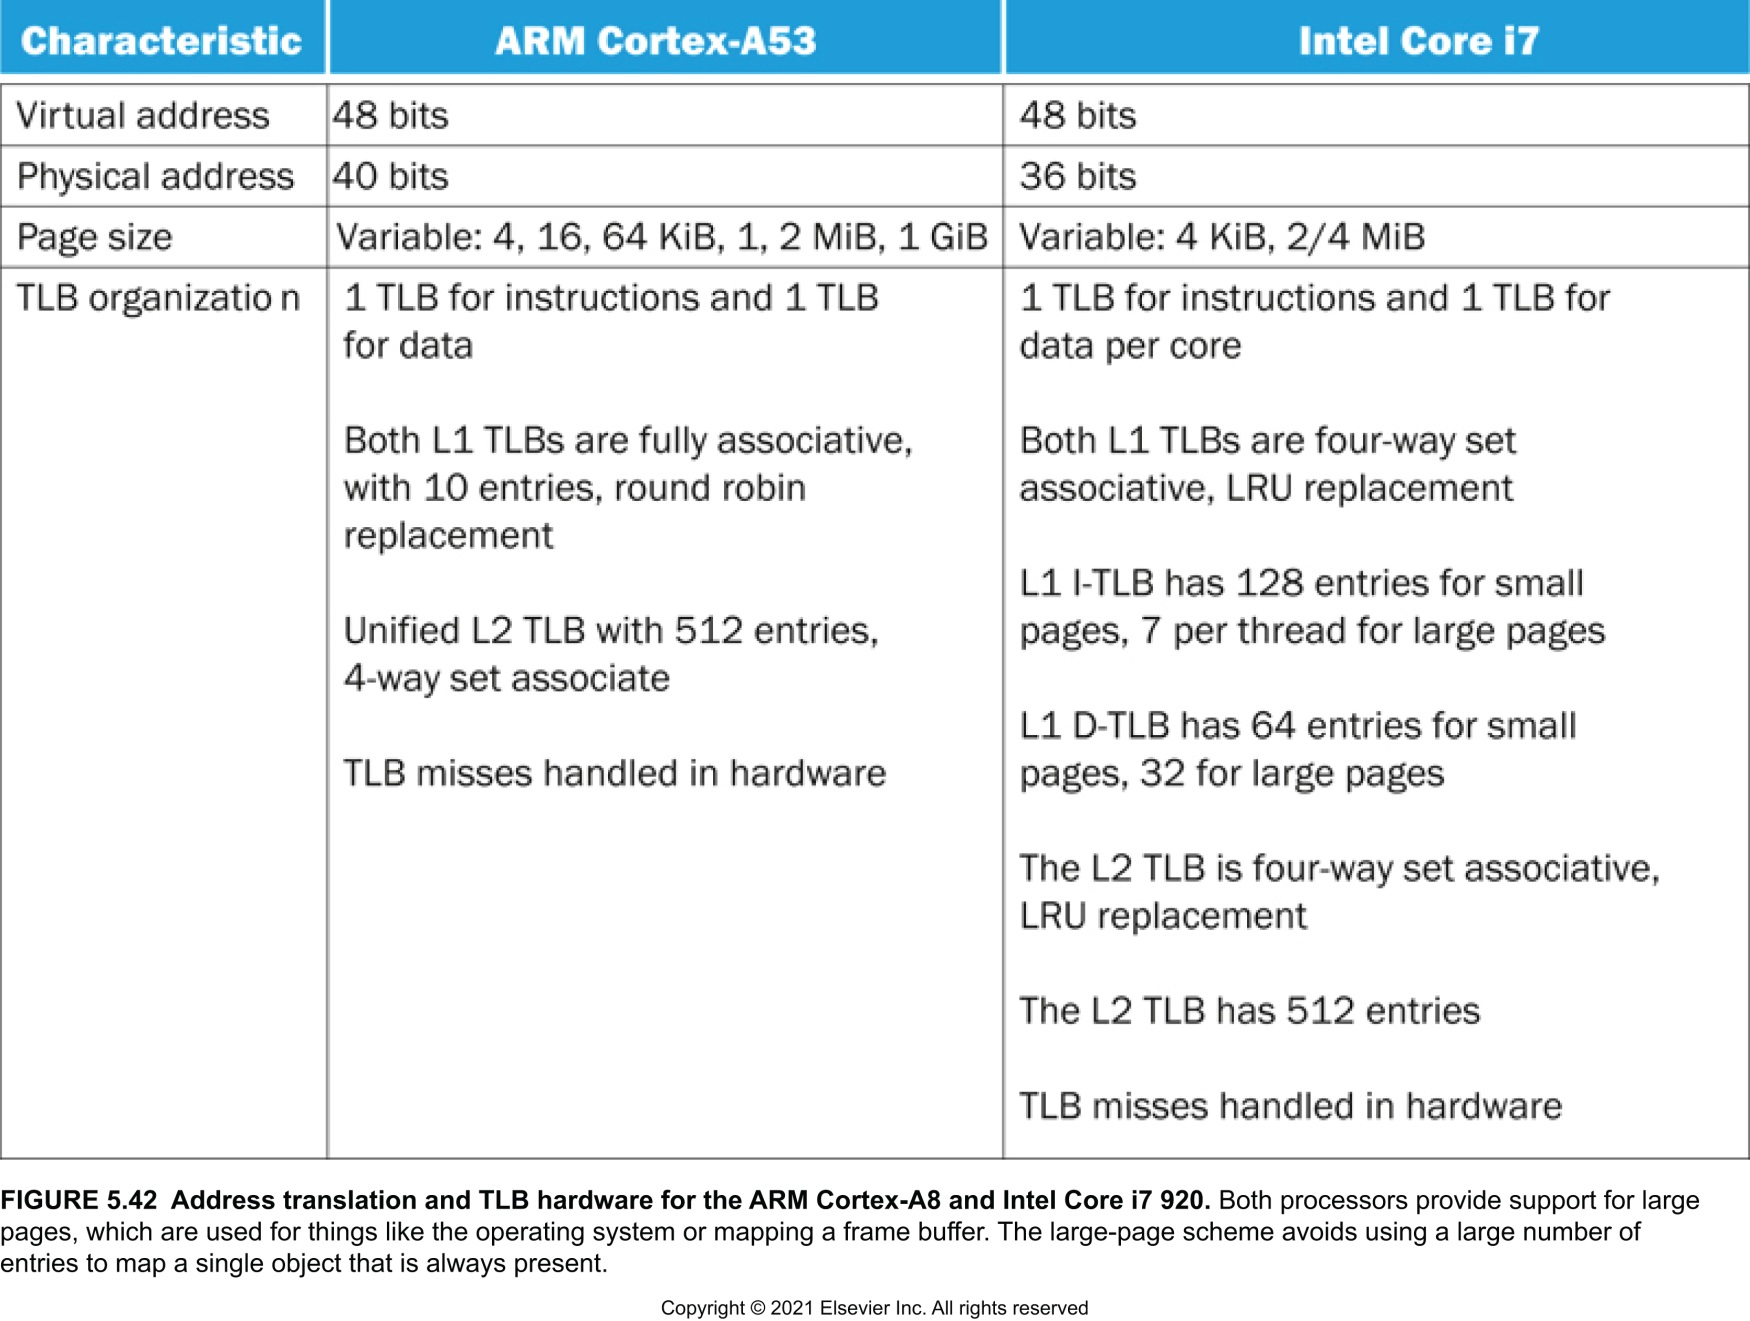 Characteristic ARM Cortex-A53 Intel Core i7
Virtual address 48 bits 48 bits
Physical address 40 bits 36 bits
Page size Variable: 4, 16, 64 KiB, 1, 2 MiB, 1 GiB Variable: 4 KiB, 2/4 MiB
TLB organizatio n
1 TLB for instructions and 1 TLB
for data
Both L1 TLBs are fully associative,
with 10 entries, round robin
replacement
Unified L2 TLB with 512 entries,
4-way set associate
TLB misses handled in hardware
1 TLB for instructions and 1 TLB for
data per core
Both L1 TLBs are four-way set
associative, LRU replacement
L1 I-TLB has 128 entries for small
pages, 7 per thread for large pages
L1 D-TLB has 64 entries for small
pages, 32 for large pages
The L2 TLB is four-way set associative,
LRU replacement
The L2 TLB has 512 entries
TLB misses handled in hardware
FIGURE 5.42 Address translation and TLB hardware for the ARM Cortex-A8 and Intel Core i7 920. Both processors provide support for large
pages, which are used for things like the operating system or mapping a frame buffer. The large-page scheme avoids using a large number of
entries to map a single object that is always present.
Copyright © 2021 Elsevier Inc. All rights reserved